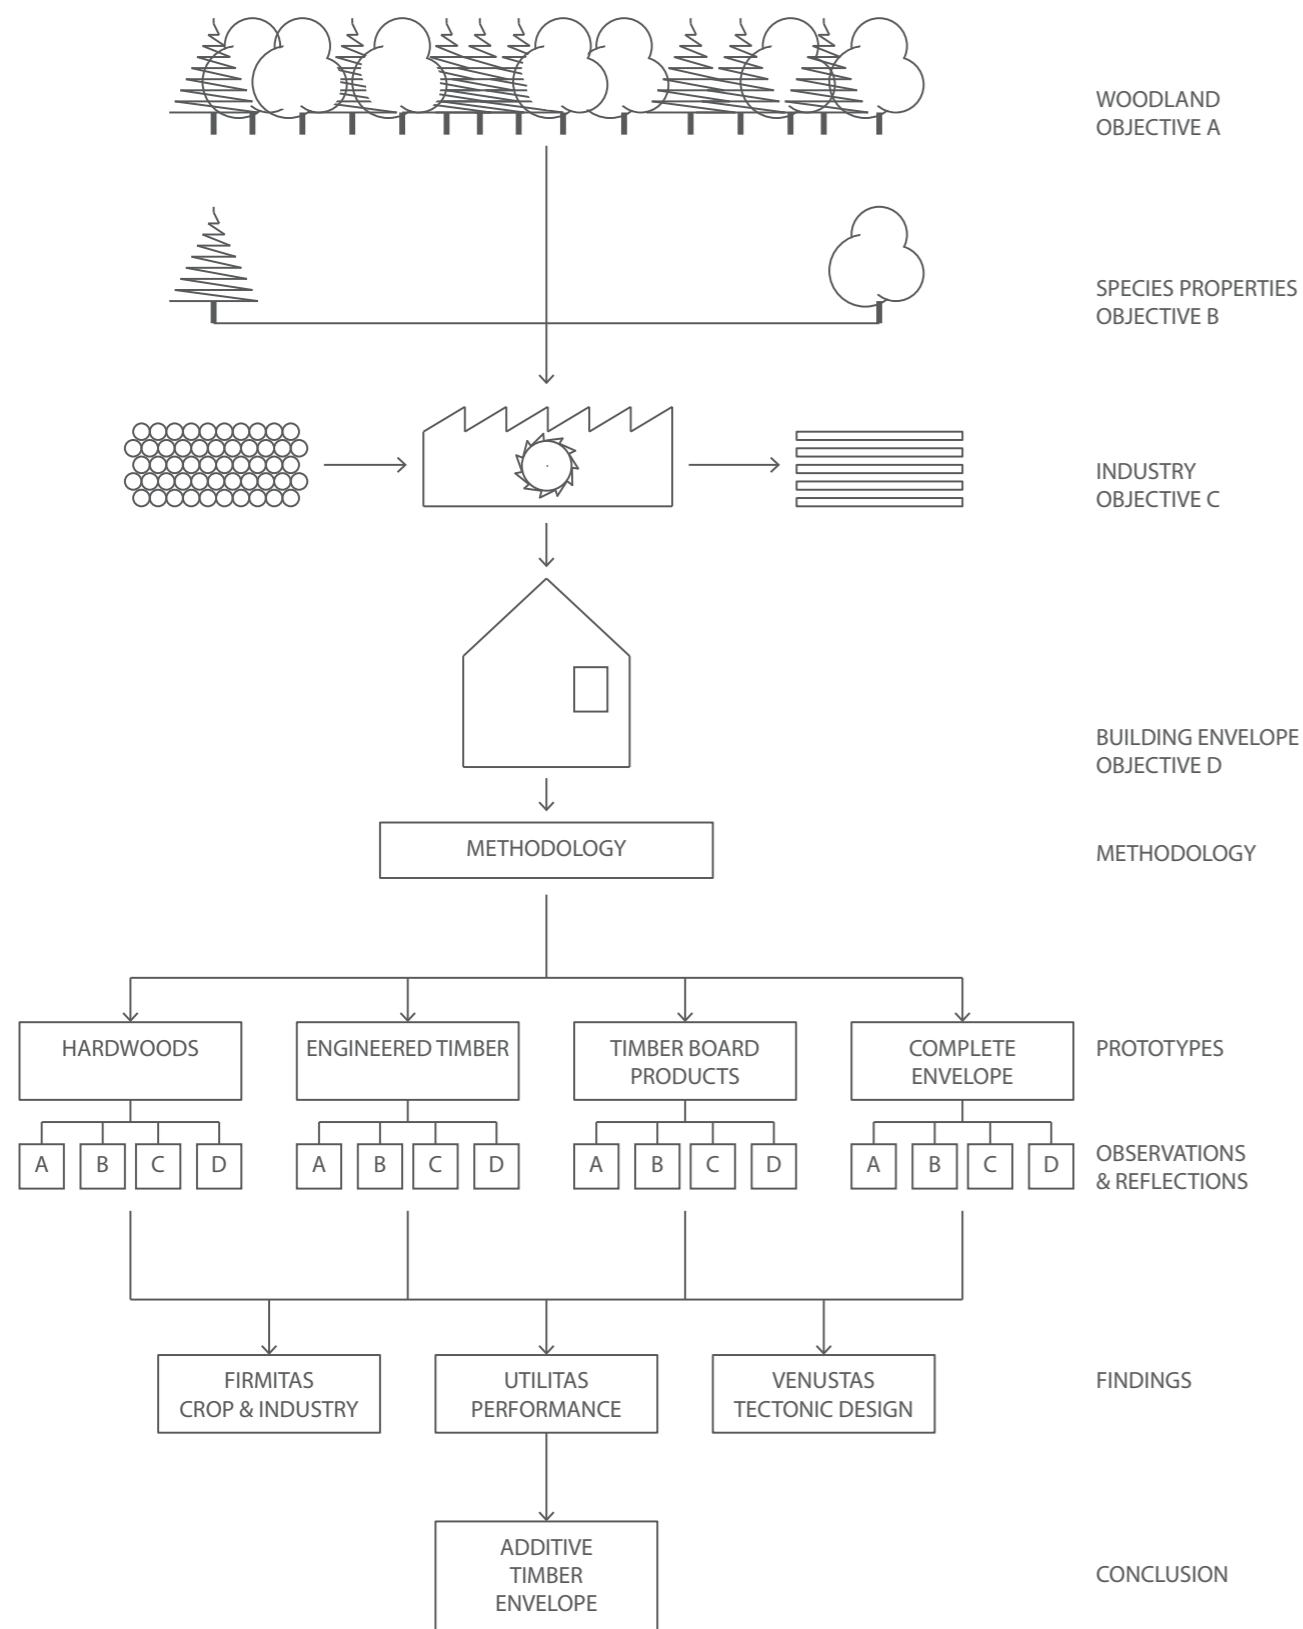 WOODLAND
OBJECTIVE A
SPECIES PROPERTIES
OBJECTIVE B
INDUSTRY
OBJECTIVE C
BUILDING ENVELOPE
OBJECTIVE D
METHODOLOGY
METHODOLOGY
HARDWOODS
ENGINEERED TIMBER
TIMBER BOARD
PRODUCTS
COMPLETE
ENVELOPE
PROTOTYPES
A B C D
A B C D
A B C D
A B C D
OBSERVATIONS
& REFLECTIONS
FIRMITAS
CROP & INDUSTRY
UTILITAS
PERFORMANCE
VENUSTAS
TECTONIC DESIGN
FINDINGS
ADDITIVE
TIMBER
ENVELOPE
CONCLUSION